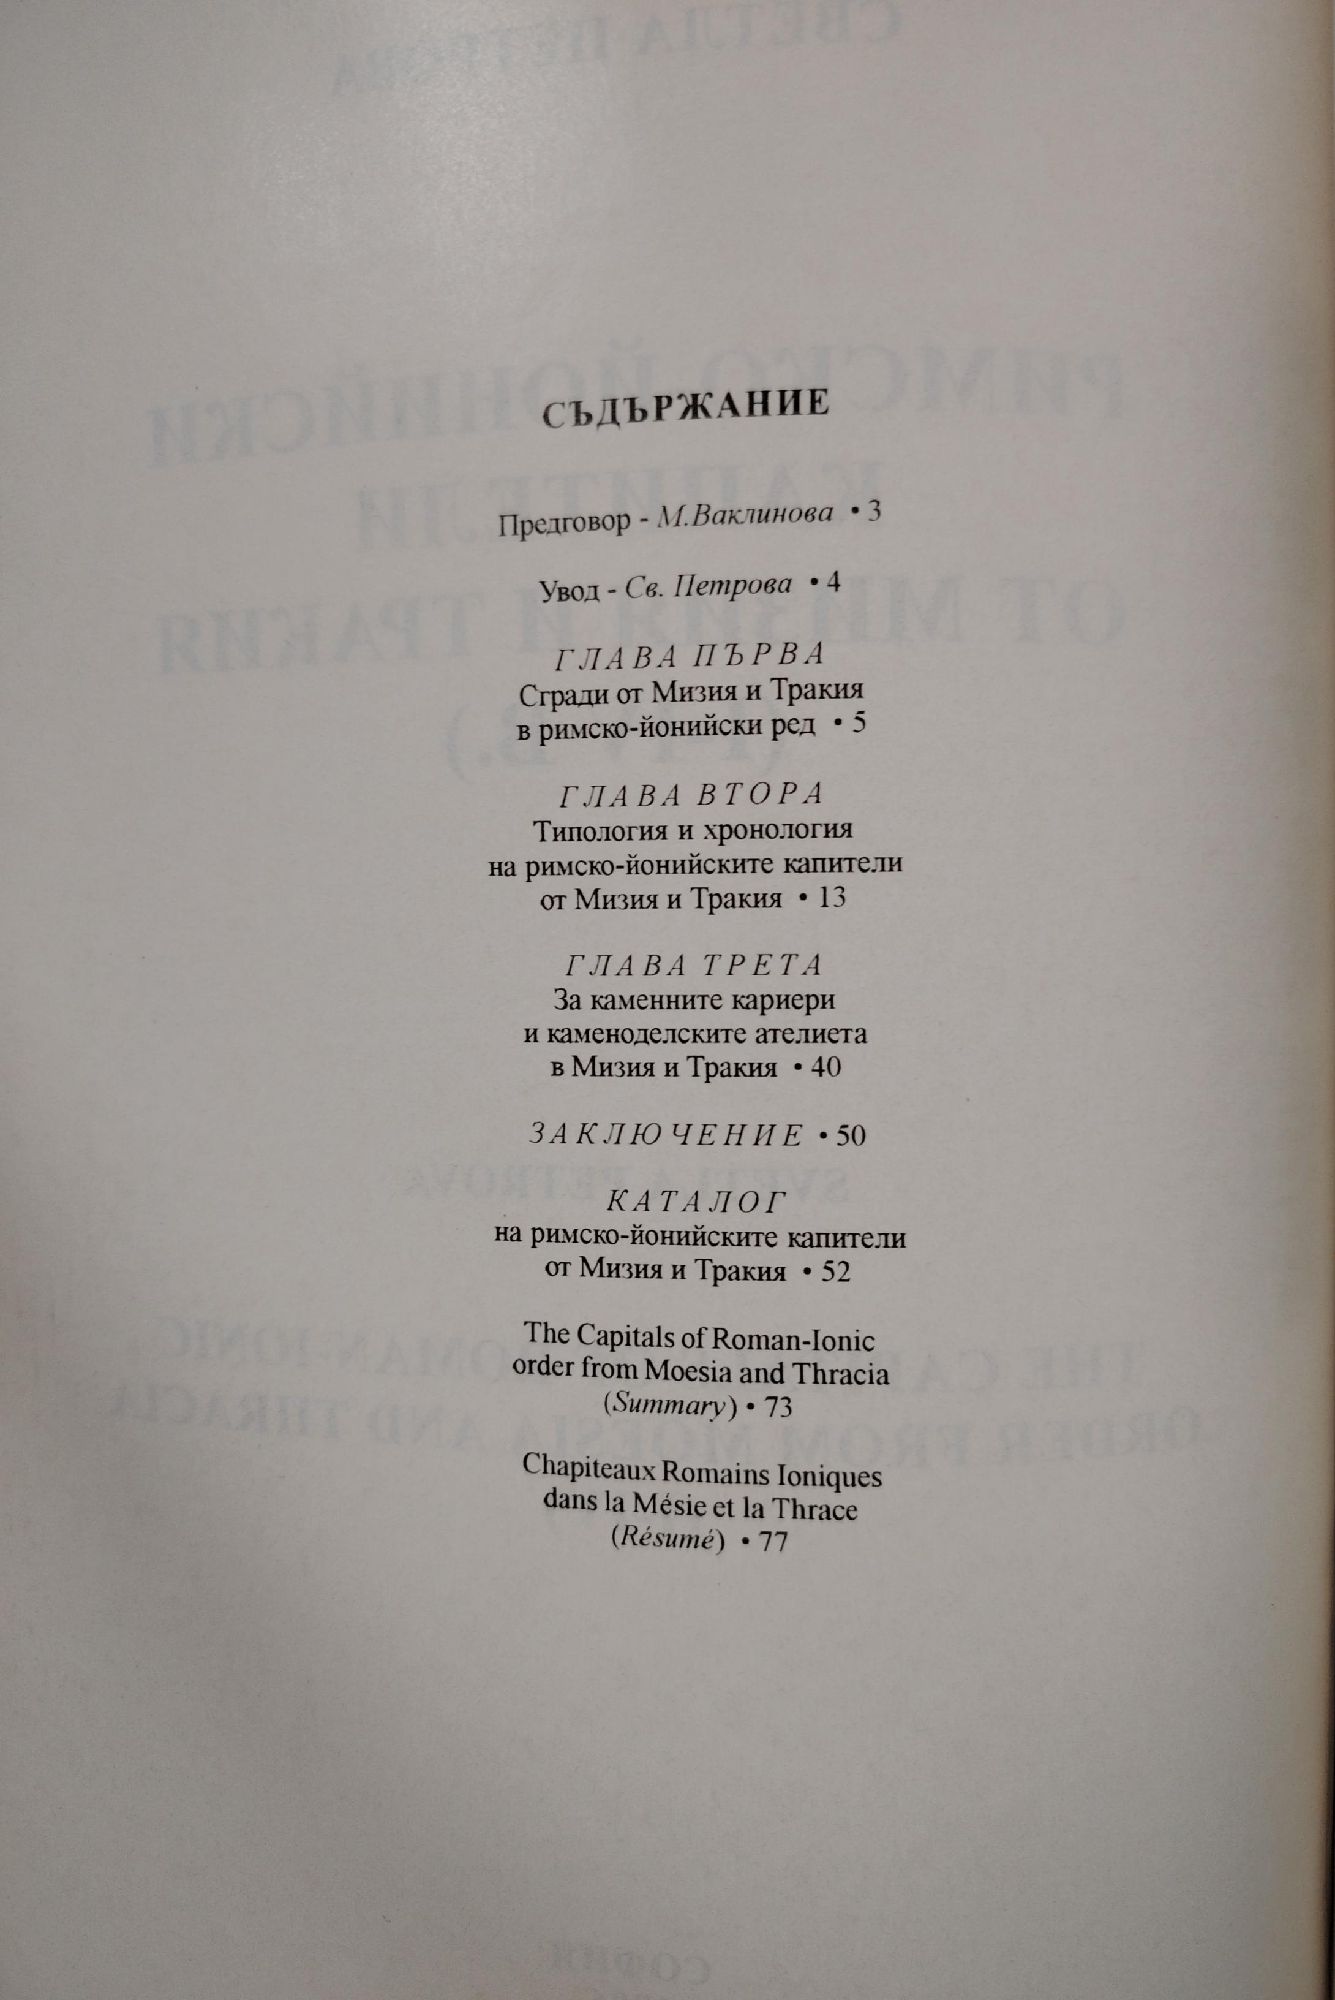 СЪДЪРЖАНИЕ
Предговор - М.Ваклинова • 3
Увод - Св. Петрова • 4
ГЛАВА ПЪРВА
Сгради от Мизия и Тракия
в римско-йонийски ред • 5
ГЛАВА ВТОРА
Типология и хронология
на римско-йонийските капители
от Мизия и Тракия • 13
ГЛАВА ТРЕТА
За каменните кариери
и каменоделските ателиета
в Мизия и Тракия • 40
ЗАКЛЮЧЕНИЕ • 50
КАТАЛОГ
на римско-йонийските капители
от Мизия и Тракия • 52
The Capitals of Roman-Ionic
order from Moesia and Thracia
(Summary) • 73
Chapiteaux Romains Ioniques
dans la Mésie et la Thrace
(Résumé) • 77